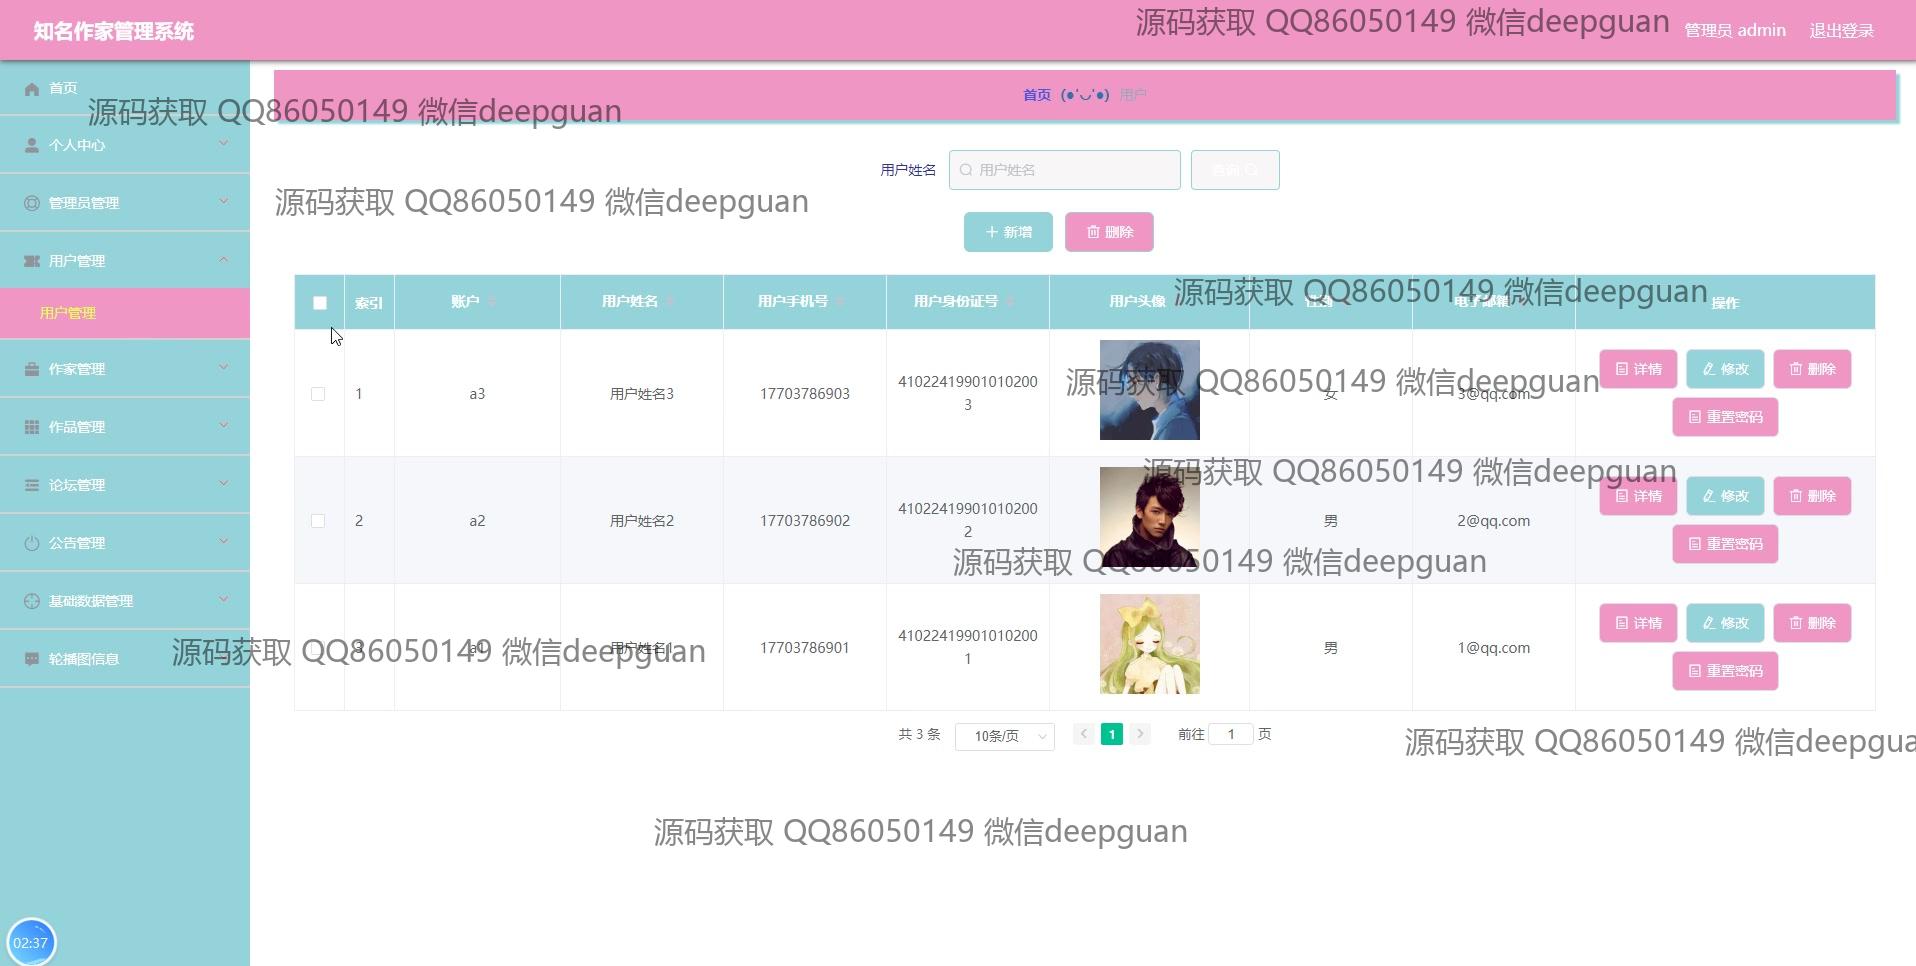 知名作家管理系统
源码获取 QQ86050149 微信deepguan
管理员 admin
退出登录
首页
源码获取 QQ86050149 微信deepguan
个人中心
管理员管理
用户管理
用户管理
作家管理
作品管理
论坛管理
公告管理
基础数据管理
轮播图信息
02:37
首页 (●'◡'●) 用户
源码获取 QQ86050149 微信deepguan
用户姓名 用户姓名 查询
新增 删除
索引 账户 用户姓名 用户手机号 用户身份证号 用户头像 性别 电子邮箱 操作
源码获取 QQ86050149 微信deepguan
1 a3 用户姓名3 17703786903 410224199010102003 女 3@qq.com 详情 修改 删除
重置密码
源码获取 QQ86050149 微信deepguan
源码获取 QQ86050149 微信deepguan
2 a2 用户姓名2 17703786902 410224199010102002 男 2@qq.com 详情 修改 删除
重置密码
源码获取 QQ86050149 微信deepguan
3 a1 用户姓名1 17703786901 410224199010102001 男 1@qq.com 详情 修改 删除
重置密码
源码获取 QQ86050149 微信deepguan
共 3 条 10条/页 1 前往 1 页
源码获取 QQ86050149 微信deepgua
源码获取 QQ86050149 微信deepguan